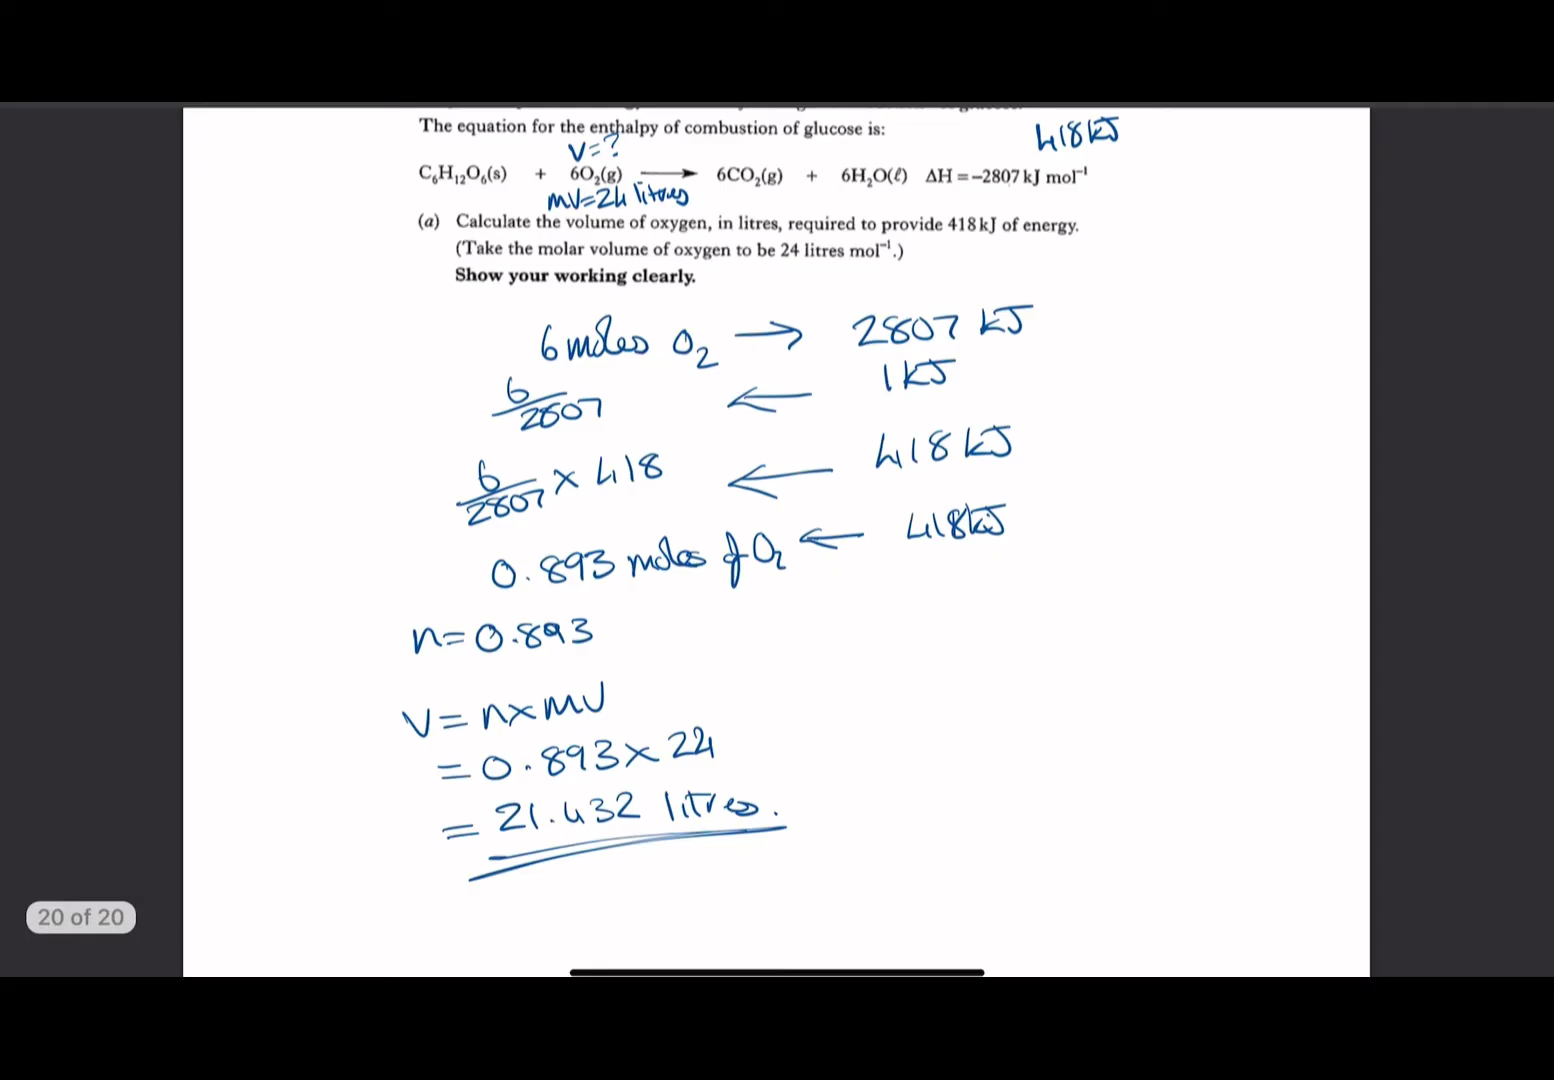 The equation for the enthalpy of combustion of glucose is:
418 kJ
V=?
C₆H₁₂O₆(s) + 6O₂(g) ⟶ 6CO₂(g) + 6H₂O(ℓ) ΔH = −2807 kJ mol⁻¹
mV=24 litres
(a) Calculate the volume of oxygen, in litres, required to provide 418 kJ of energy.
(Take the molar volume of oxygen to be 24 litres mol⁻¹.)
Show your working clearly.
6 moles O₂ → 2807 kJ
6/2807 ← 1 kJ
6/2807 × 418 ← 418 kJ
0.893 moles of O₂ ← 418 kJ
n=0.893
V = n×mV
= 0.893 × 24
= 21.432 litres.
20 of 20